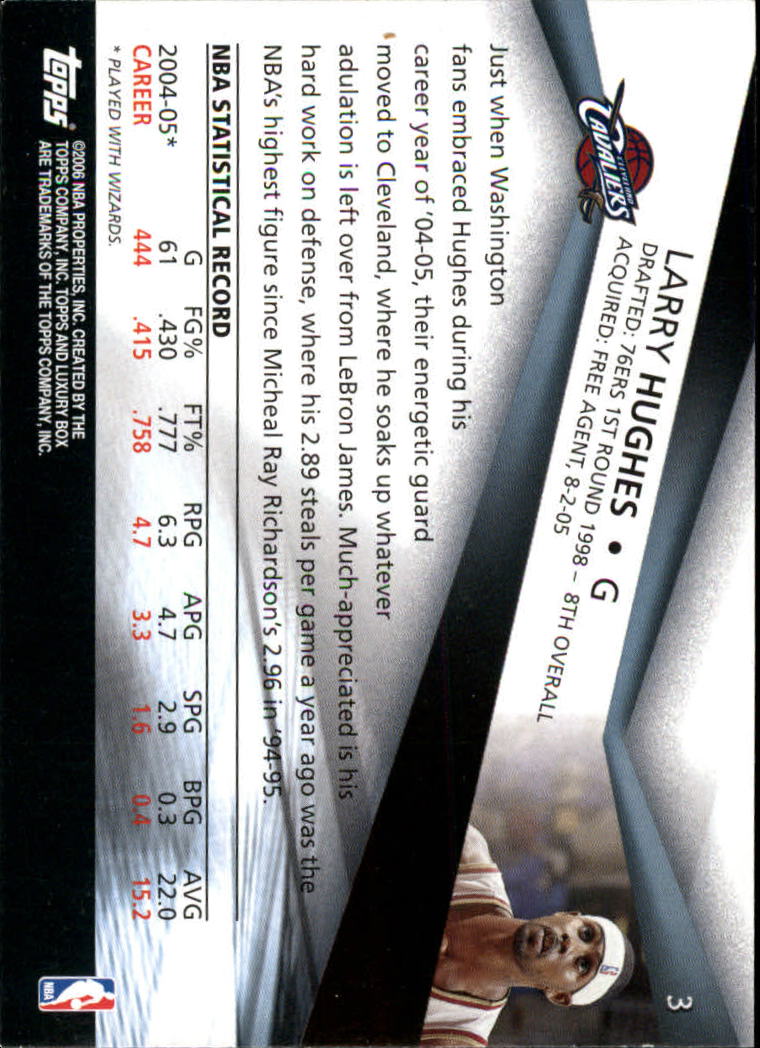 3
LARRY HUGHES • G
DRAFTED: 76ERS 1ST ROUND 1998 – 8TH OVERALL
ACQUIRED: FREE AGENT, 8-2-05
CLEVELAND
CAVALIERS
Just when Washington
fans embraced Hughes during his
career year of '04-05, their energetic guard
moved to Cleveland, where he soaks up whatever
adulation is left over from LeBron James. Much-appreciated is his
hard work on defense, where his 2.89 steals per game a year ago was the
NBA's highest figure since Micheal Ray Richardson's 2.96 in '94-95.
NBA STATISTICAL RECORD
G FG% FT% RPG APG SPG BPG AVG
2004-05* 61 .430 .777 6.3 4.7 2.9 0.3 22.0
CAREER 444 .415 .758 4.7 3.3 1.6 0.4 15.2
* PLAYED WITH WIZARDS.
topps
©2006 NBA PROPERTIES, INC. CREATED BY THE
TOPPS COMPANY, INC. TOPPS AND LUXURY BOX
ARE TRADEMARKS OF THE TOPPS COMPANY, INC.
NBA